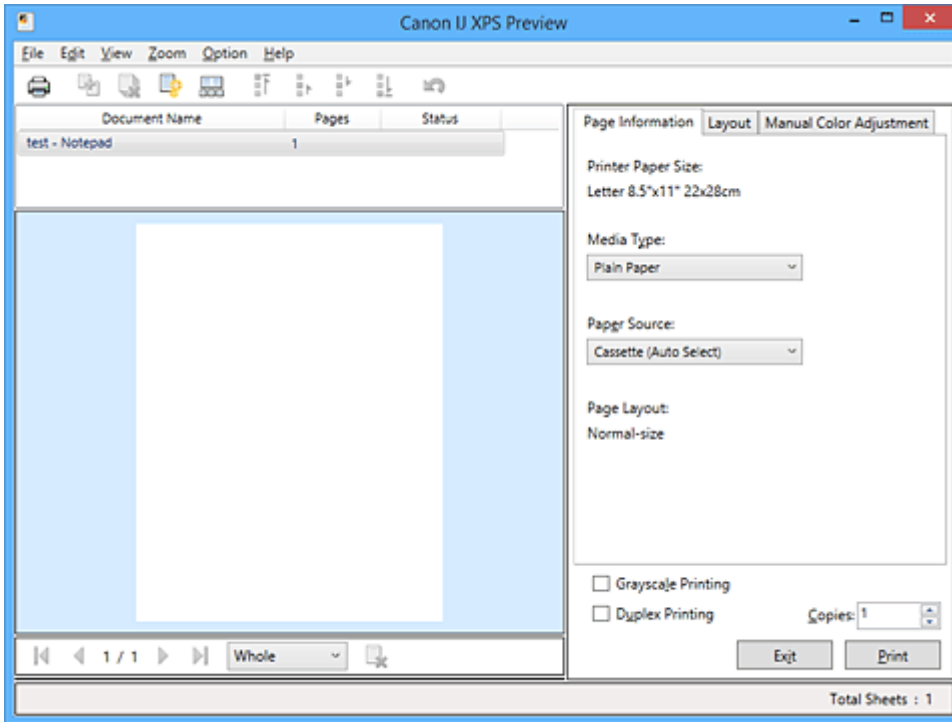 Canon IJ XPS Preview
File Edit View Zoom Option Help
Document Name Pages Status
test - Notepad 1
Page Information Layout Manual Color Adjustment
Printer Paper Size:
Letter 8.5"x11" 22x28cm
Media Type:
Plain Paper
Paper Source:
Cassette (Auto Select)
Page Layout:
Normal-size
Grayscale Printing
Duplex Printing Copies: 1
1 / 1 Whole
Exit Print
Total Sheets : 1